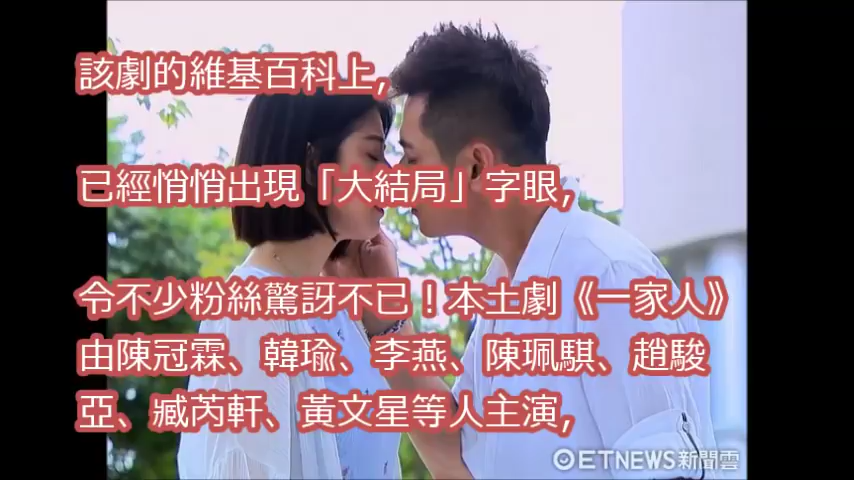 該劇的維基百科上,
已經悄悄出現「大結局」字眼,
令不少粉絲驚訝不已！本土劇《一家人》
由陳冠霖、韓瑜、李燕、陳珮騏、趙駿
亞、臧芮軒、黃文星等人主演,
ETNEWS新聞雲